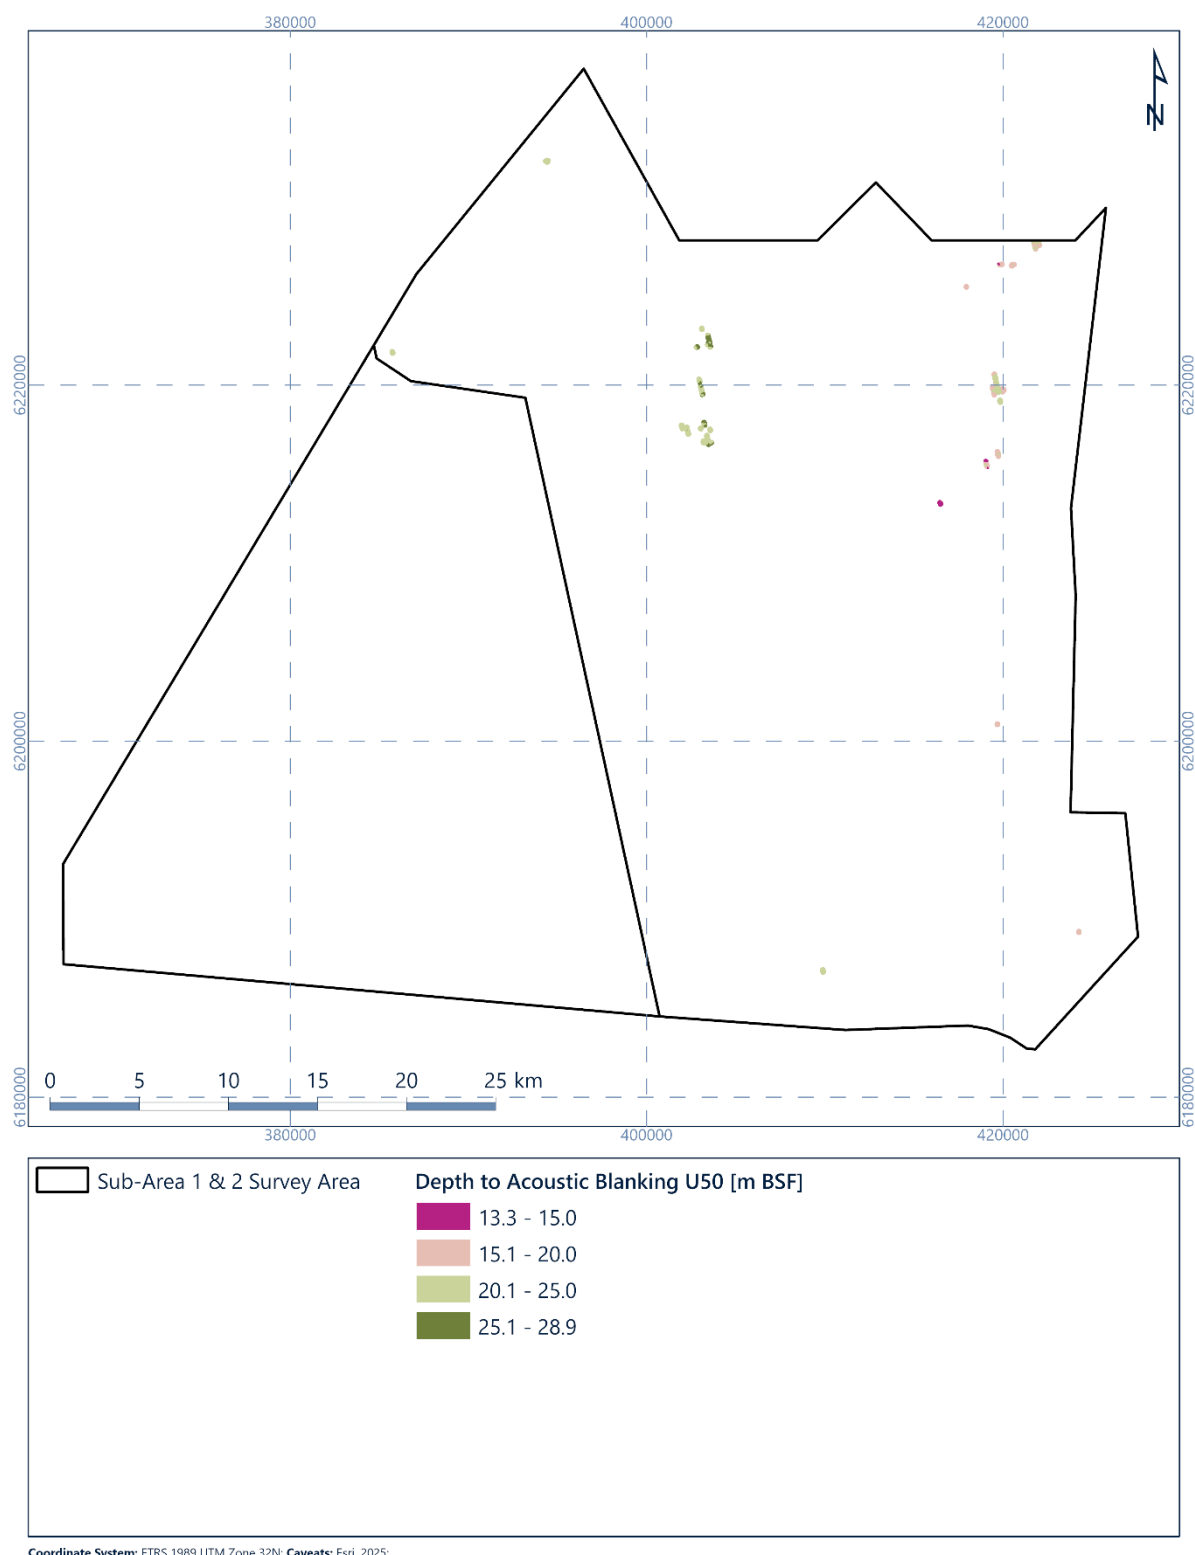 380000 400000 420000
N
6220000 6220000
6200000 6200000
6180000 6180000
0 5 10 15 20 25 km
380000 400000 420000
Sub-Area 1 & 2 Survey Area
Depth to Acoustic Blanking U50 [m BSF]
13.3 - 15.0
15.1 - 20.0
20.1 - 25.0
25.1 - 28.9
Coordinate System: ETRS 1989 UTM Zone 32N; Caveats: Esri, 2025;